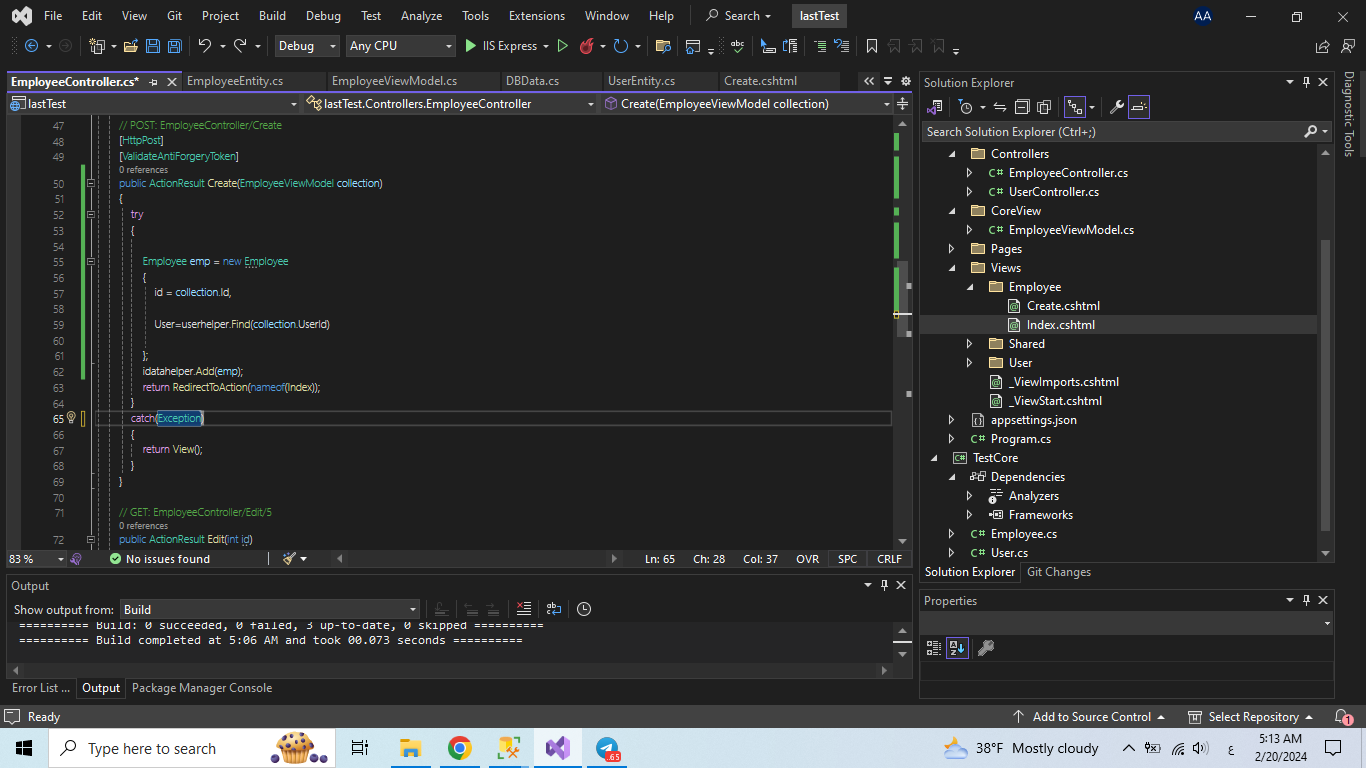 File Edit View Git Project Build Debug Test Analyze Tools Extensions Window Help Search lastTest AA
Debug Any CPU IIS Express
EmployeeController.cs* EmployeeEntity.cs EmployeeViewModel.cs DBData.cs UserEntity.cs Create.cshtml
lastTest lastTest.Controllers.EmployeeController Create(EmployeeViewModel collection)
47 // POST: EmployeeController/Create
48 [HttpPost]
49 [ValidateAntiForgeryToken]
0 references
50 public ActionResult Create(EmployeeViewModel collection)
51 {
52 try
53 {
54
55 Employee emp = new Employee
56 {
57 id = collection.Id,
58
59 User=userhelper.Find(collection.UserId)
60
61 };
62 idatahelper.Add(emp);
63 return RedirectToAction(nameof(Index));
64 }
65 catch(Exception)
66 {
67 return View();
68 }
69 }
70
71 // GET: EmployeeController/Edit/5
0 references
72 public ActionResult Edit(int id)
83 % No issues found Ln: 65 Ch: 28 Col: 37 OVR SPC CRLF
Output
Show output from: Build
========== Build: 0 succeeded, 0 failed, 3 up-to-date, 0 skipped ==========
========== Build completed at 5:06 AM and took 00.073 seconds ==========
Error List ... Output Package Manager Console
Solution Explorer
Search Solution Explorer (Ctrl+;)
Controllers
C# EmployeeController.cs
C# UserController.cs
CoreView
C# EmployeeViewModel.cs
Pages
Views
Employee
Create.cshtml
Index.cshtml
Shared
User
_ViewImports.cshtml
_ViewStart.cshtml
appsettings.json
C# Program.cs
C# TestCore
Dependencies
Analyzers
Frameworks
C# Employee.cs
C# User.cs
Solution Explorer Git Changes
Properties
Diagnostic Tools
Ready Add to Source Control Select Repository 1
Type here to search .65 38°F Mostly cloudy ع 5:13 AM
2/20/2024